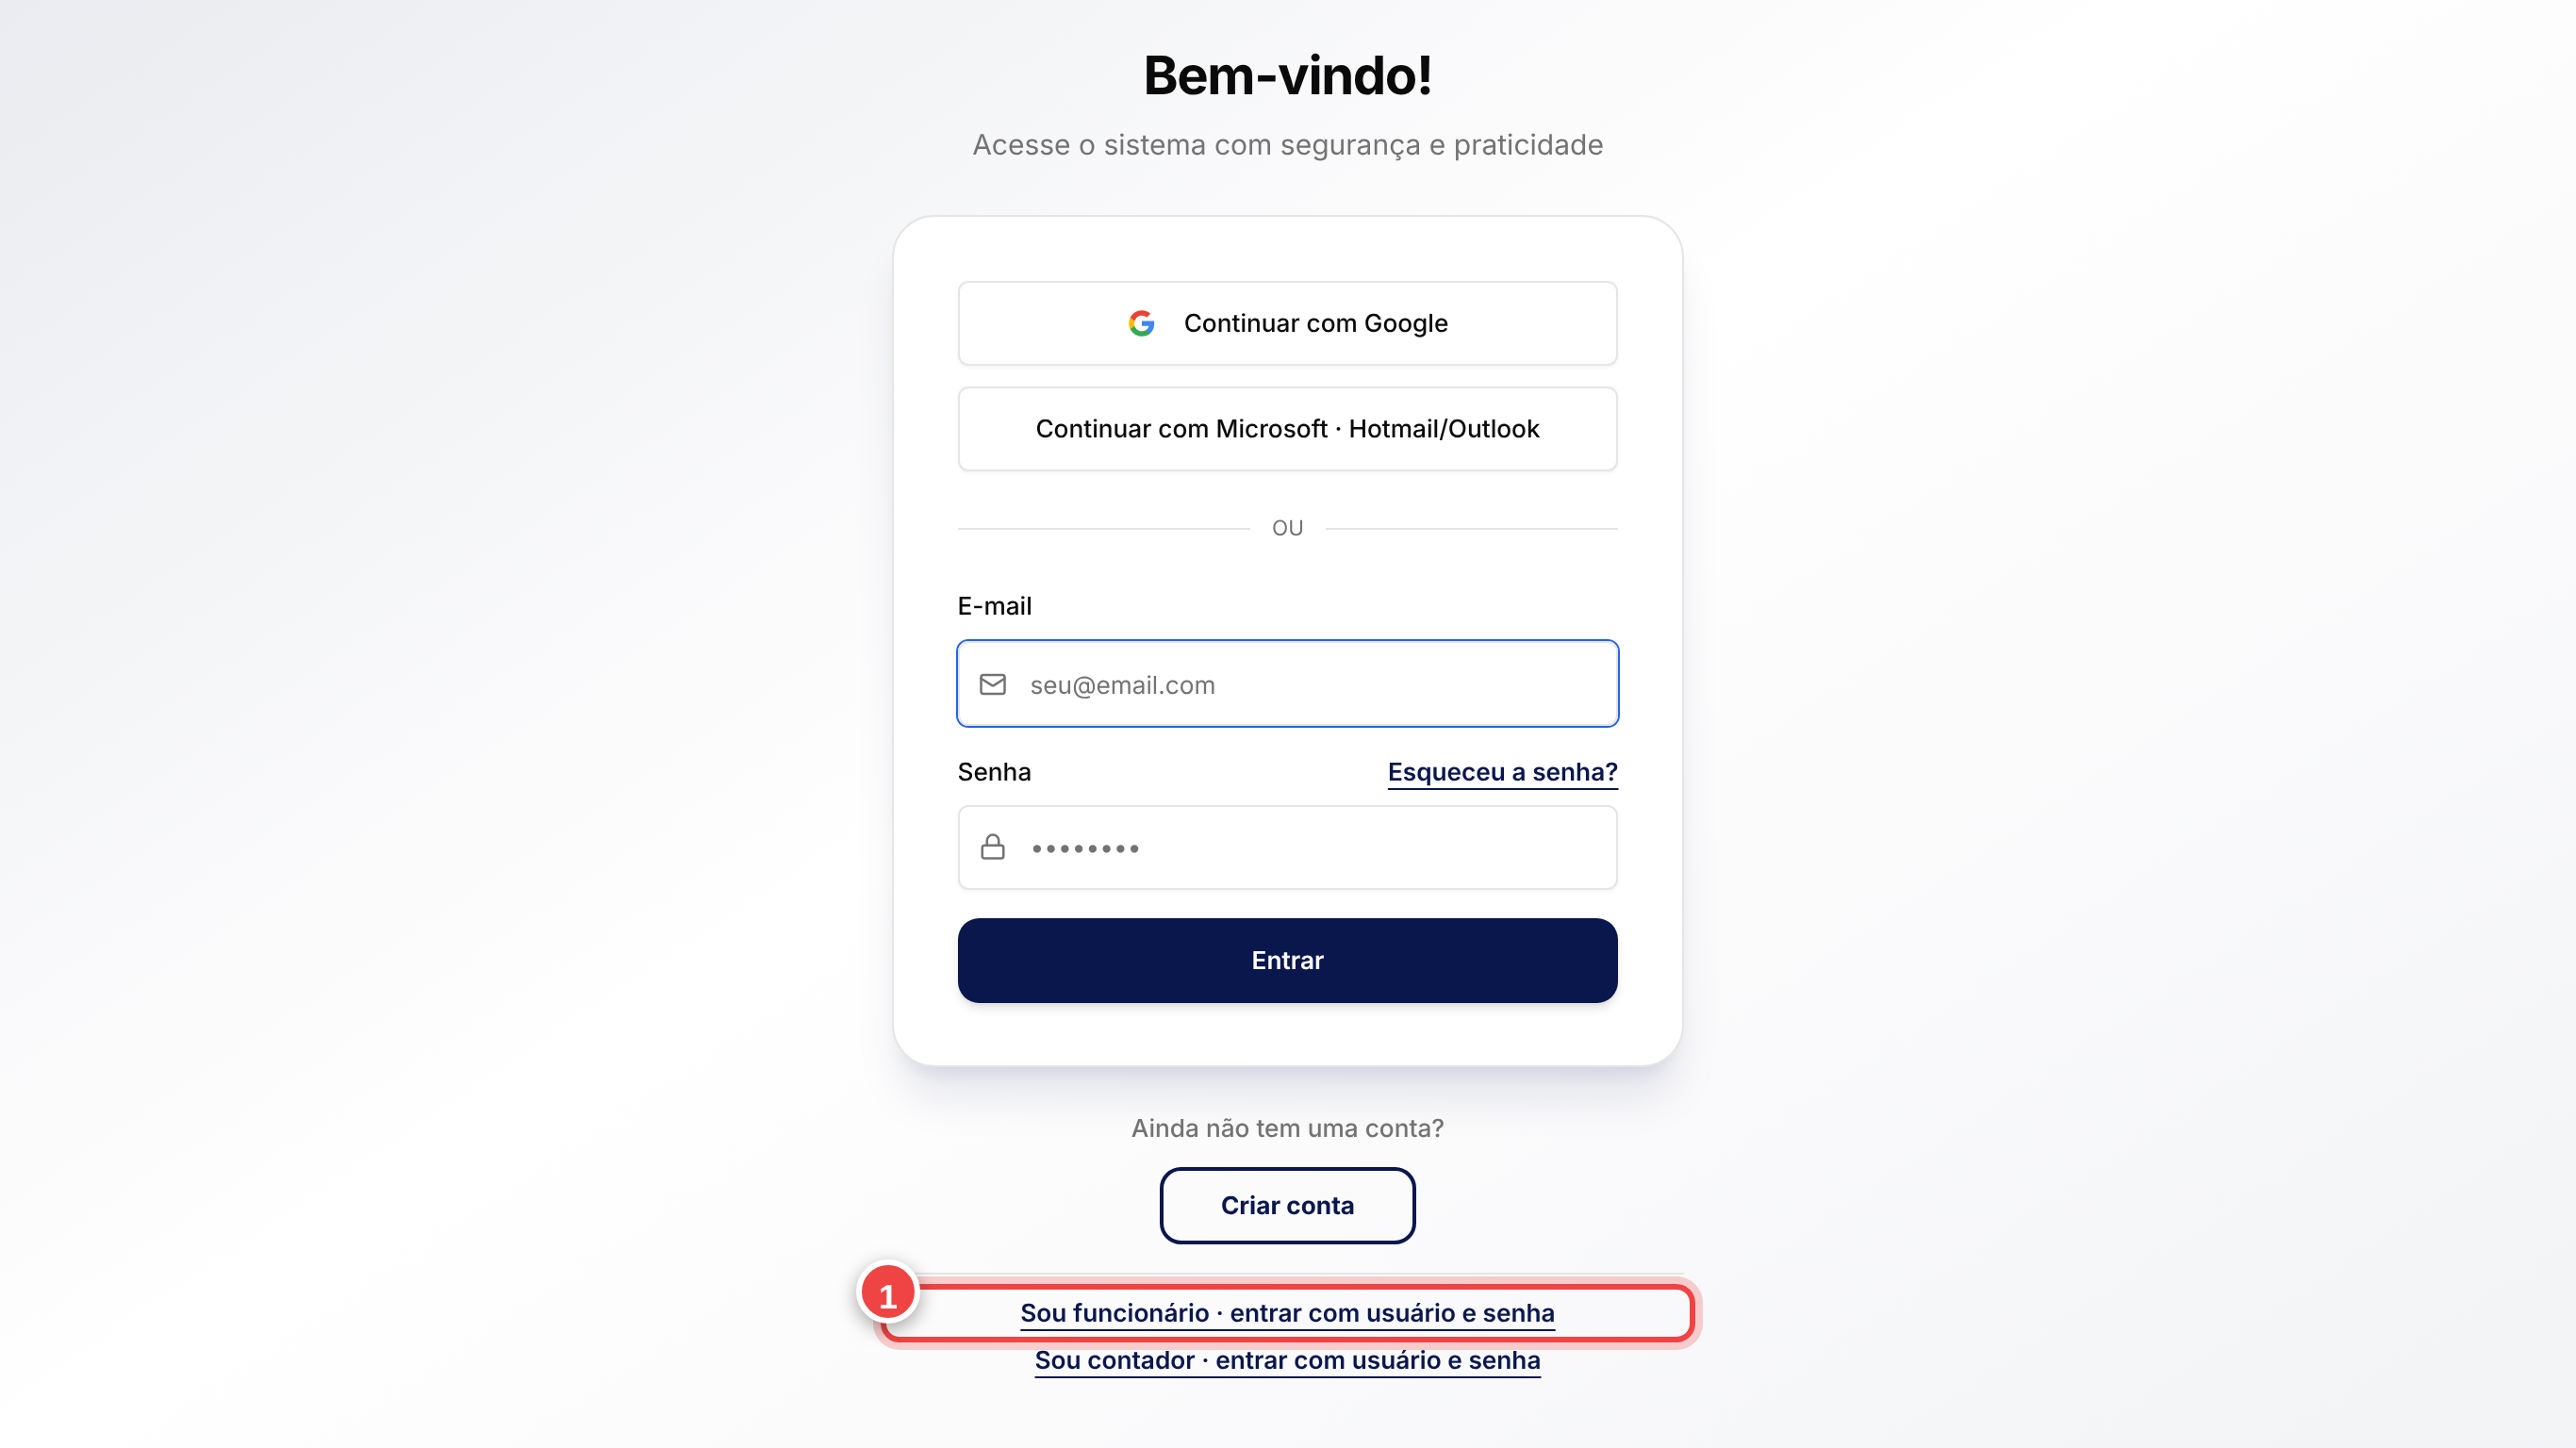 Bem-vindo!
Acesse o sistema com segurança e praticidade
Continuar com Google
Continuar com Microsoft · Hotmail/Outlook
OU
E-mail
seu@email.com
Senha
Esqueceu a senha?
••••••••
Entrar
Ainda não tem uma conta?
Criar conta
1
Sou funcionário · entrar com usuário e senha
Sou contador · entrar com usuário e senha